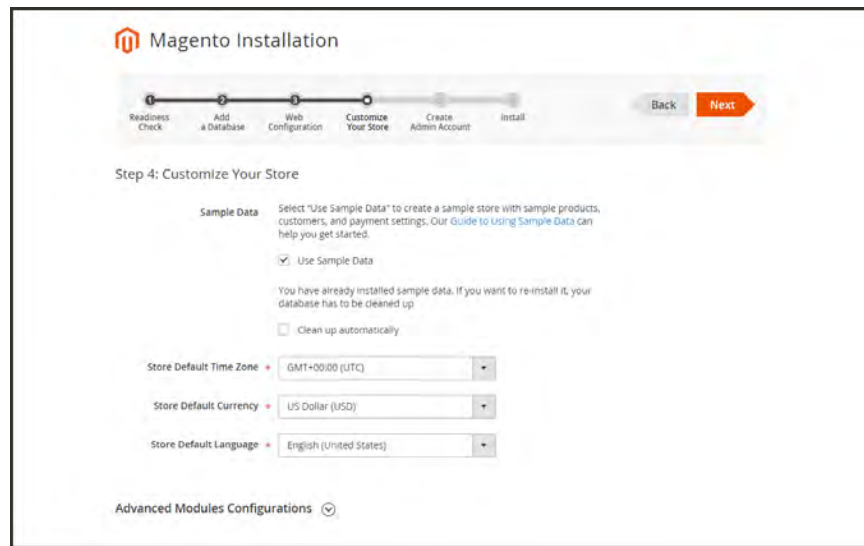 Magento Installation
1 2 3
Readiness Check
Add a Database
Web Configuration
Customize Your Store
Create Admin Account
Install
Back
Next
Step 4: Customize Your Store
Sample Data
Select "Use Sample Data" to create a sample store with sample products,
customers, and payment settings. Our Guide to Using Sample Data can
help you get started.
Use Sample Data
You have already installed sample data. If you want to re-install it, your
database has to be cleaned up
Clean up automatically
Store Default Time Zone * GMT+00:00 (UTC)
Store Default Currency * US Dollar (USD)
Store Default Language * English (United States)
Advanced Modules Configurations